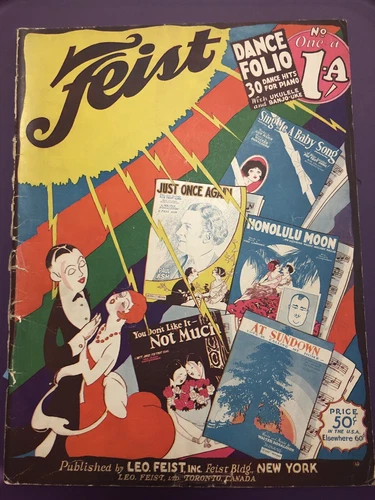 Feist
DANCE
FOLIO
30 DANCE HITS
FOR PIANO
With UKULELE
and BANJO-UKE
No
One-a
1-A
Sing Me A Baby Song
JUST ONCE AGAIN
HONOLULU MOON
You Don't Like It—
Not Much
AT SUNDOWN
PRICE
50¢
IN THE U.S.A.
Elsewhere 60¢
Published by LEO. FEIST, INC. Feist Bldg., NEW YORK
LEO. FEIST, LTD. TORONTO, CANADA